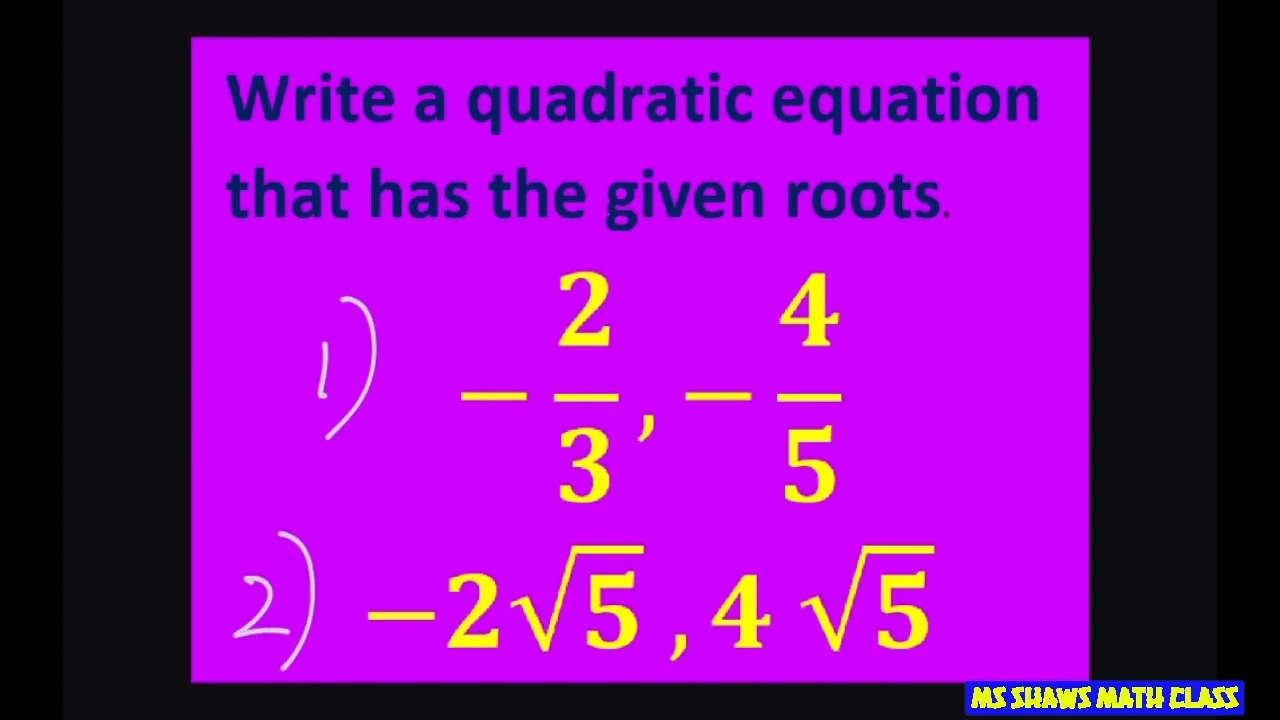 Write a quadratic equation
that has the given roots.
1) -2/3, -4/5
2) -2√5, 4 √5
MS SHAWS MATH CLASS